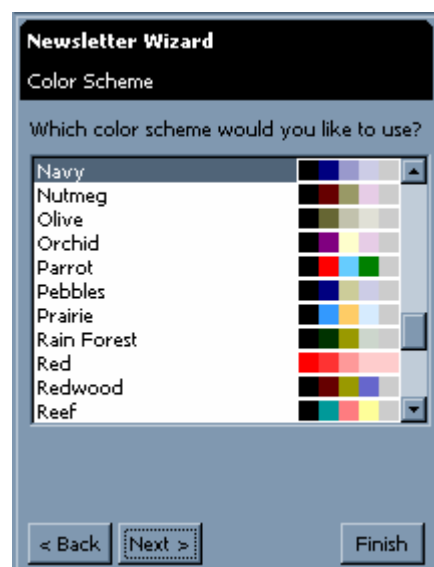 Newsletter Wizard
Color Scheme
Which color scheme would you like to use?
Navy
Nutmeg
Olive
Orchid
Parrot
Pebbles
Prairie
Rain Forest
Red
Redwood
Reef
< Back Next > Finish